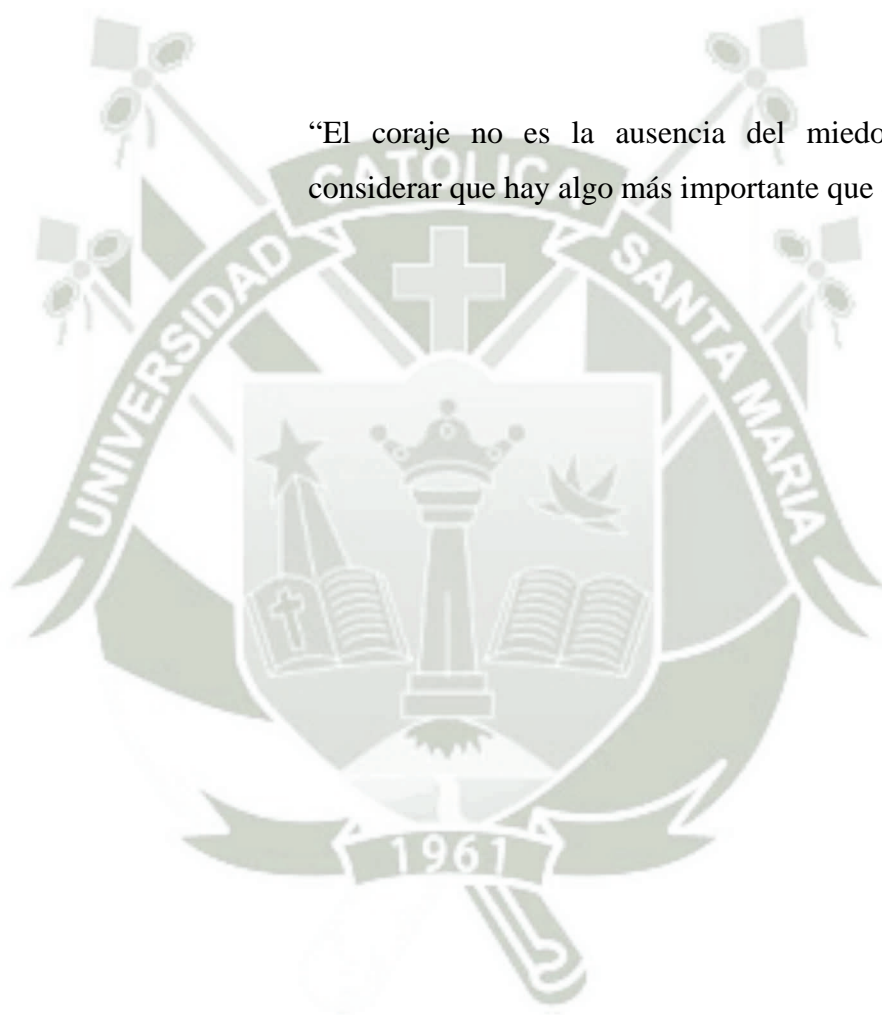 “El coraje no es la ausencia del miedo
considerar que hay algo más importante que
CATOLICA
UNIVERSIDAD
SANTA MARIA
1961